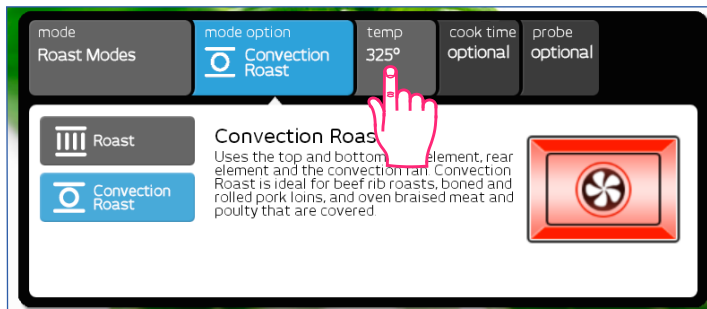 mode
Roast Modes
mode option
Convection
Roast
temp
325°
cook time
optional
probe
optional
Roast
Convection
Roast
Convection
Uses the top and element, rear
element and the convection fan. Convection
Roast is ideal for beef rib roasts, boned and
rolled pork loins, and oven braised meat and
poulty that are covered.